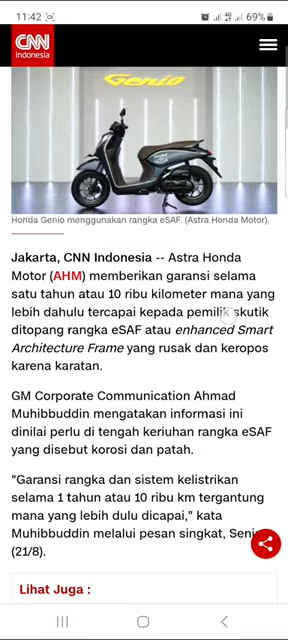 11:42
69%
CNN
Indonesia
Genio
Honda Genio menggunakan rangka eSAF. (Astra Honda Motor).
Jakarta, CNN Indonesia -- Astra Honda
Motor (AHM) memberikan garansi selama
satu tahun atau 10 ribu kilometer mana yang
lebih dahulu tercapai kepada pemilik skutik
ditopang rangka eSAF atau enhanced Smart
Architecture Frame yang rusak dan keropos
karena karatan.
GM Corporate Communication Ahmad
Muhibbuddin mengatakan informasi ini
dinilai perlu di tengah keriuhan rangka eSAF
yang disebut korosi dan patah.
"Garansi rangka dan sistem kelistrikan
selama 1 tahun atau 10 ribu km tergantung
mana yang lebih dulu dicapai," kata
Muhibbuddin melalui pesan singkat, Senin
(21/8).
Lihat Juga :